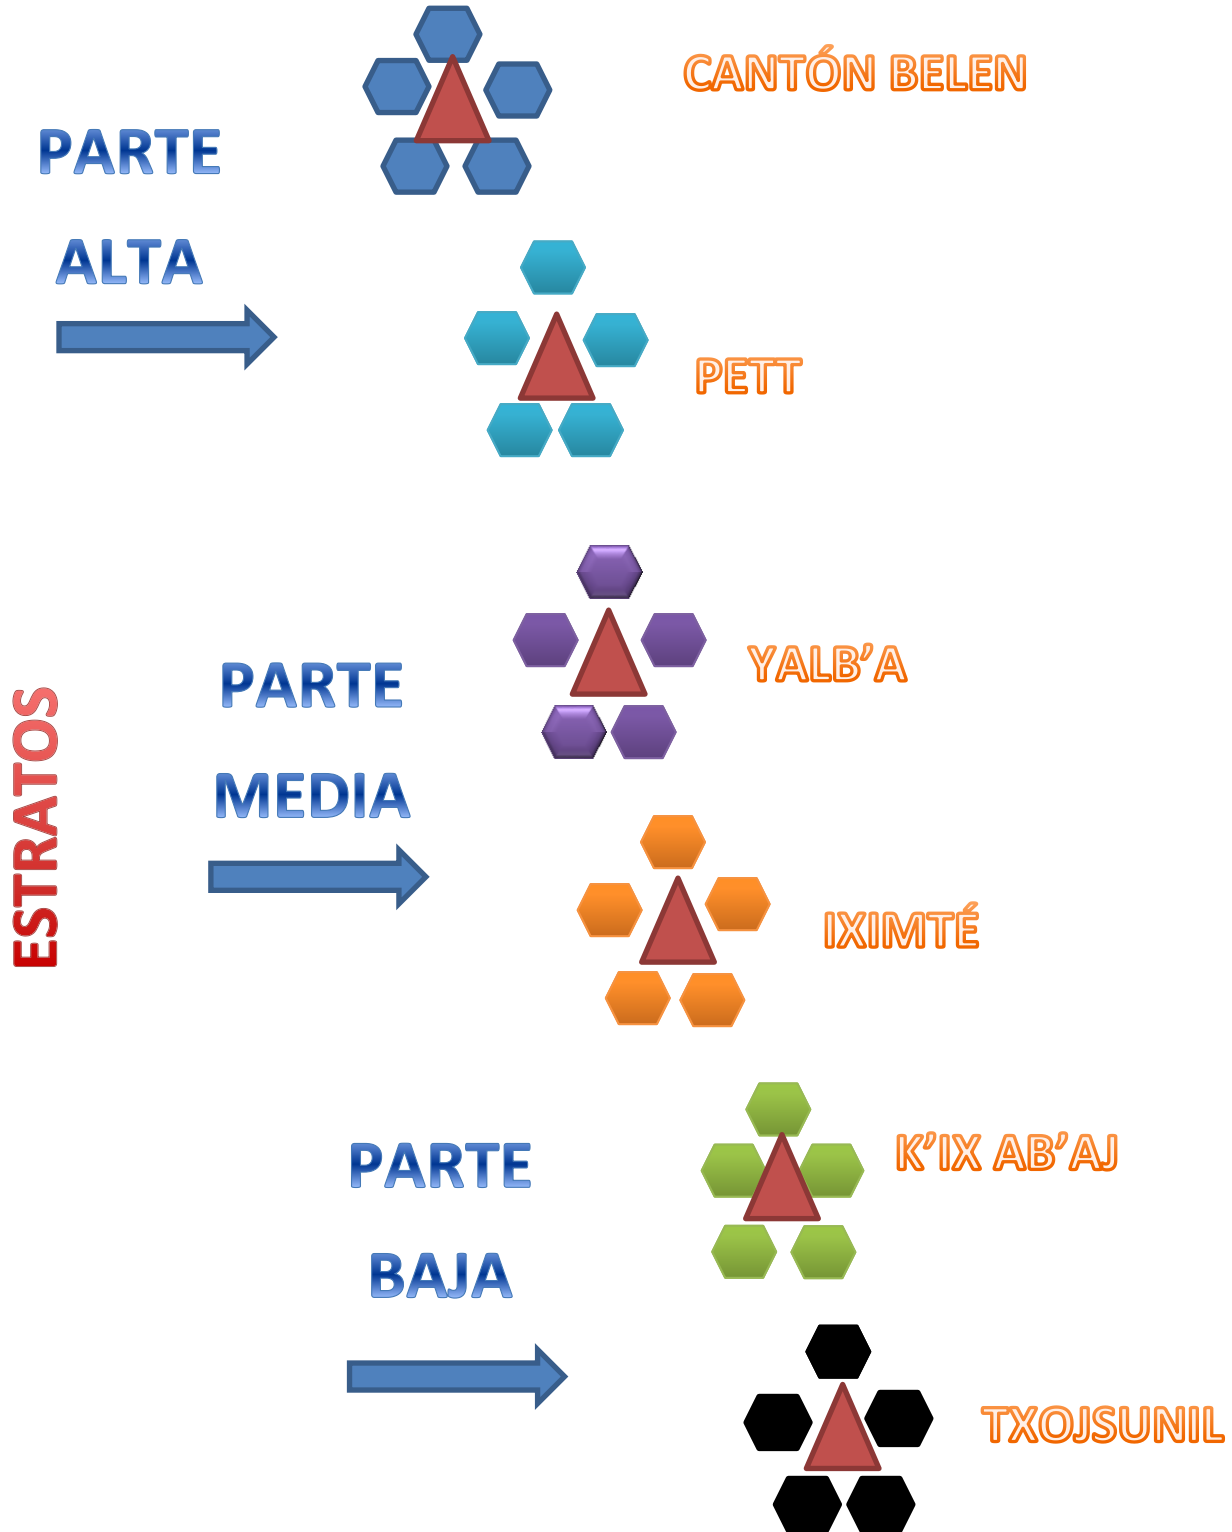 ESTRATOS
PARTE
ALTA
CANTÓN BELEN
PETT
PARTE
MEDIA
YALB’A
IXIMTÉ
PARTE
BAJA
K’IX AB’AJ
TXOJSUNIL